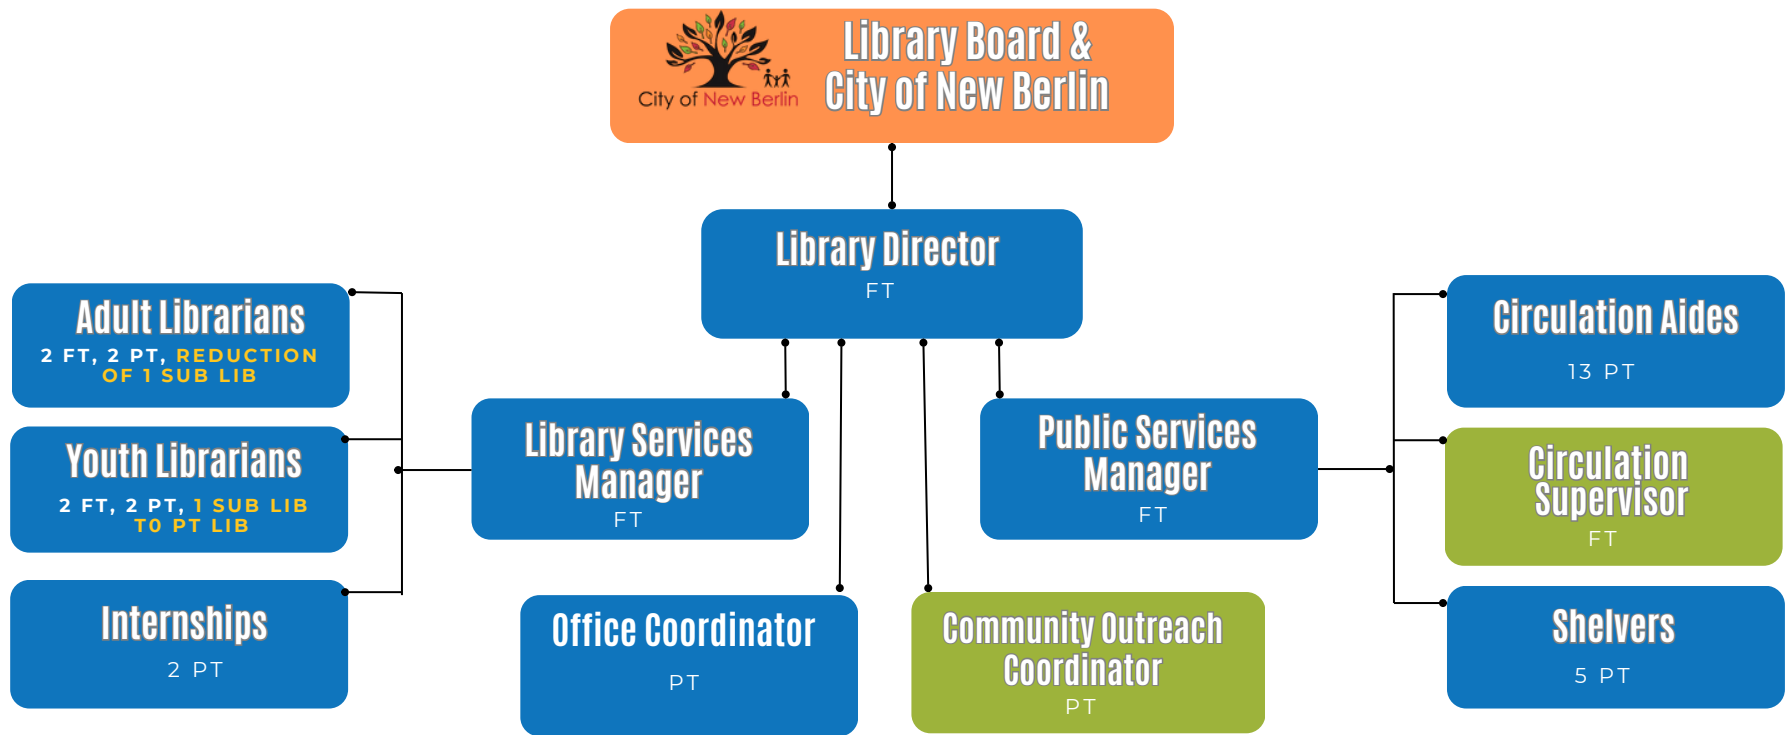 City of New Berlin
Library Board &
City of New Berlin
Library Director
FT
Adult Librarians
2 FT, 2 PT, REDUCTION
OF 1 SUB LIB
Youth Librarians
2 FT, 2 PT, 1 SUB LIB
T0 PT LIB
Internships
2 PT
Library Services
Manager
FT
Office Coordinator
PT
Community Outreach
Coordinator
PT
Public Services
Manager
FT
Circulation Aides
13 PT
Circulation
Supervisor
FT
Shelvers
5 PT